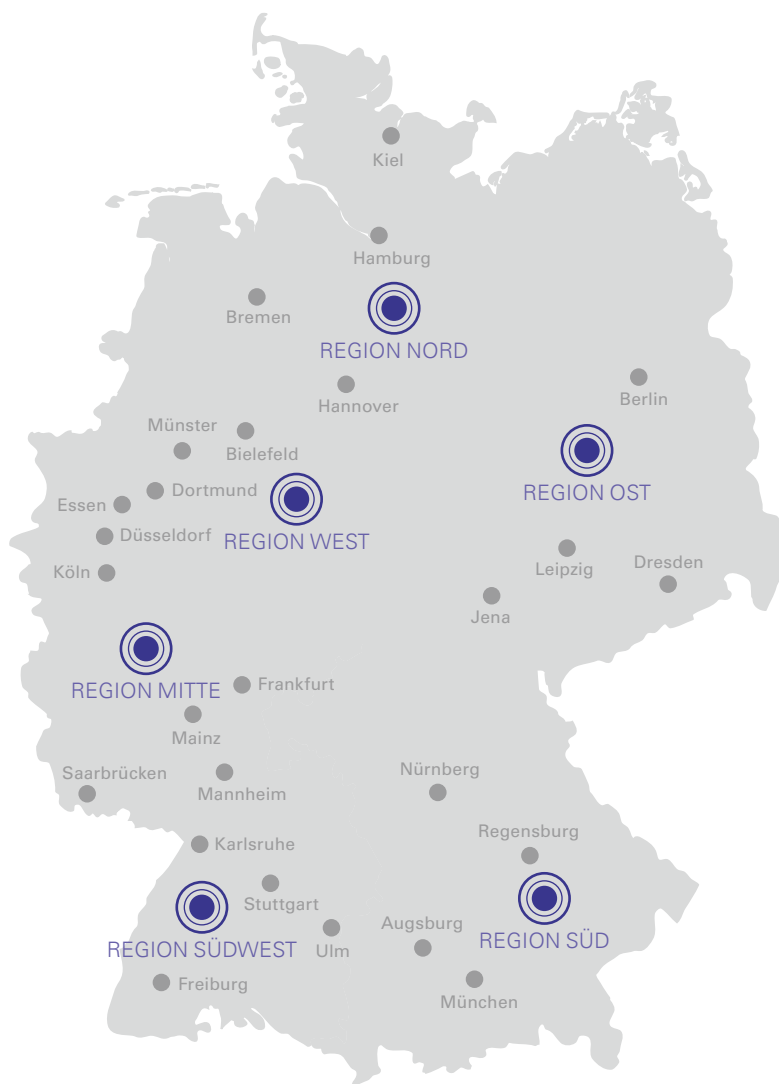 Kiel
Hamburg
Bremen
REGION NORD
Berlin
Hannover
Münster
Bielefeld
Dortmund
REGION OST
Essen
Düsseldorf
REGION WEST
Leipzig
Dresden
Köln
Jena
Frankfurt
REGION MITTE
Mainz
Nürnberg
Saarbrücken
Mannheim
Regensburg
Karlsruhe
Stuttgart
Augsburg
REGION SÜD
REGION SÜDWEST
Ulm
Freiburg
München